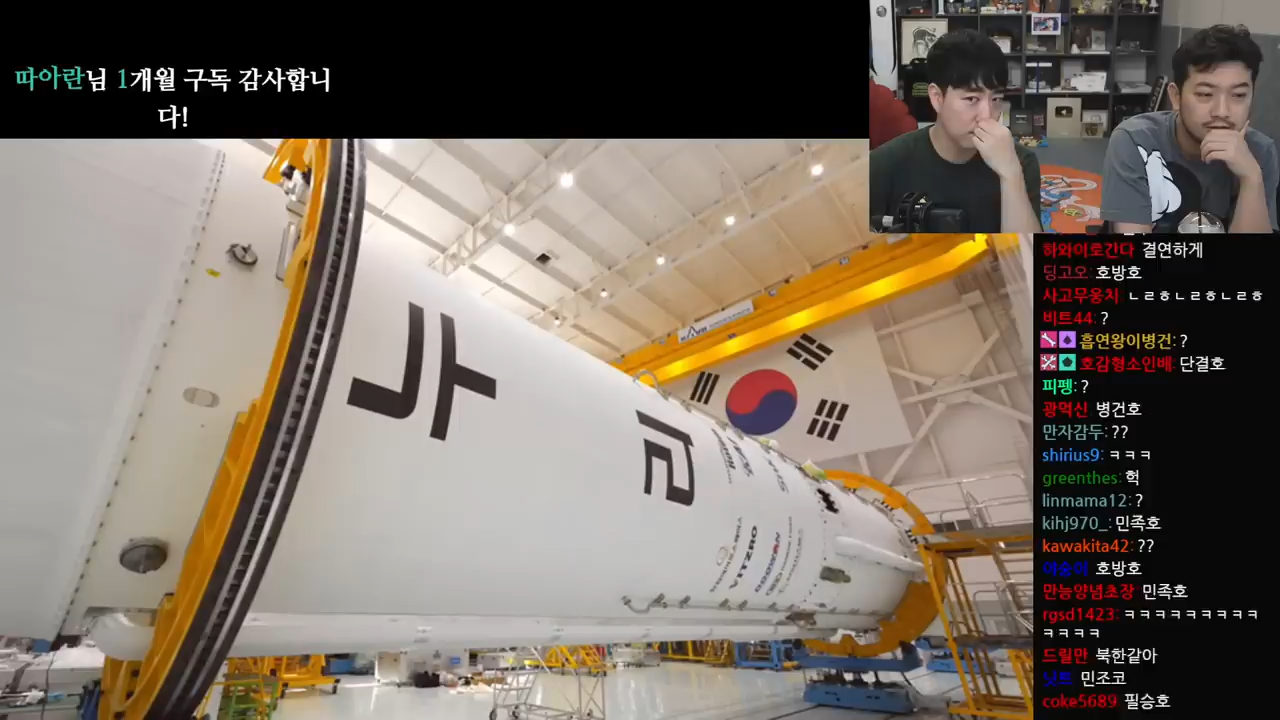 따아란님 1개월 구독 감사합니
다!
누
리
VITZRO
하와이로간다 결연하게
딩고오: 호방호
사고무웅치 ㄴㄹㅎㄴㄹㅎㄴㄹㅎ
비트44: ?
흡연왕이병건: ?
호감형소인배: 단결호
피펭: ?
광먹신 병건호
만자감두: ??
shirius9: ㅋㅋㅋ
greenthes: 헉
linmama12: ?
kihj970_: 민족호
kawakita42: ??
야숭이 호방호
만능양념초장 민족호
rgsd1423: ㅋㅋㅋㅋㅋㅋㅋㅋㅋ
ㅋㅋㅋㅋ
드릴만 북한같아
닛트 민조코
coke5689 필승호